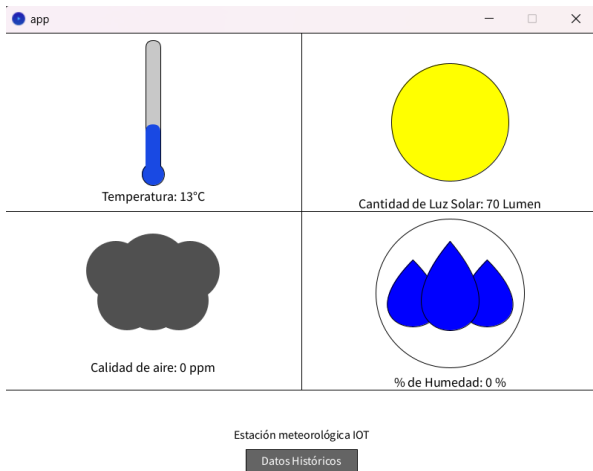 app
Temperatura: 13°C
Cantidad de Luz Solar: 70 Lumen
Calidad de aire: 0 ppm
% de Humedad: 0 %
Estación meteorológica IOT
Datos Históricos